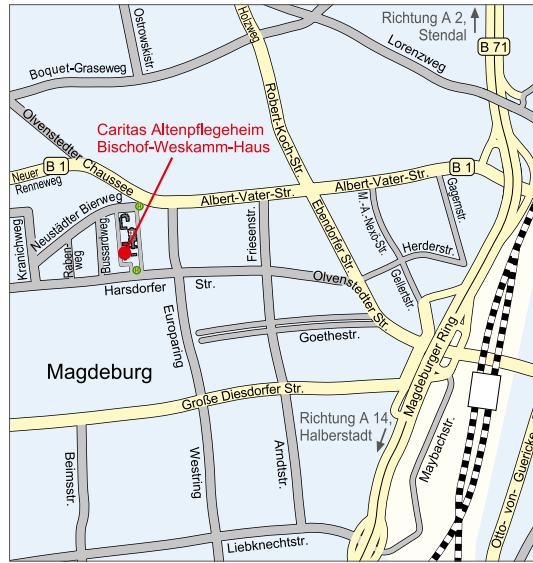 Richtung A 2,
Stendal
Ostrowskistr.
Holzweg
Lorenzweg
B 71
Boquet-Graseweg
Robert-Koch-Str.
Olvenstedter Chaussee
Caritas Altenpflegeheim
Bischof-Weskamm-Haus
B 1
Neuer
Renneweg
B 1
Albert-Vater-Str.
Albert-Vater-Str.
Neustädter Bierweg
Kranichweg
Raben-
weg
Bussardweg
H
H
Friesenstr.
Ebendorfer Str.
M.-A.-Nexö-Str.
Gagernstr.
Herderstr.
Gellertstr.
Harsdorfer
Str.
Olvenstedter Str.
Europaring
Goethestr.
Magdeburger Ring
Magdeburg
Große Diesdorfer Str.
Richtung A 14,
Halberstadt
Maybachstr.
Beimsstr.
Westring
Arndtstr.
Liebknechtstr.
Otto- von- Guericke